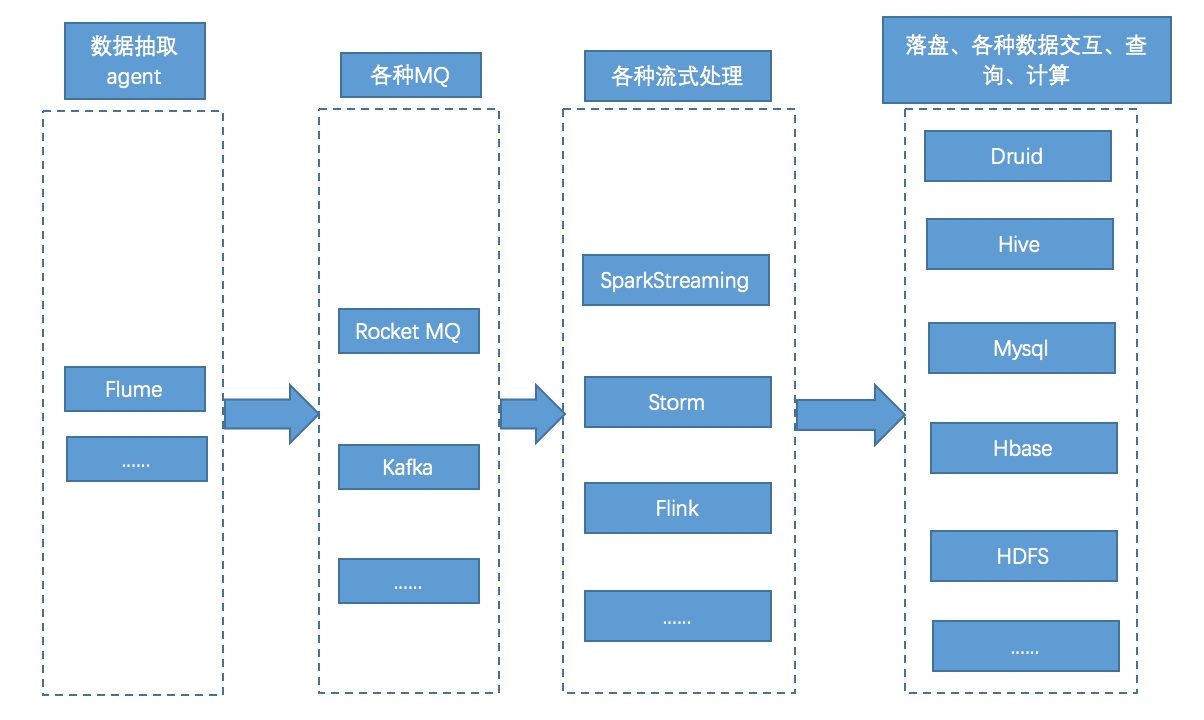 数据抽取
agent
Flume
......
各种MQ
Rocket MQ
Kafka
......
各种流式处理
SparkStreaming
Storm
Flink
......
落盘、各种数据交互、查
询、计算
Druid
Hive
Mysql
Hbase
HDFS
......